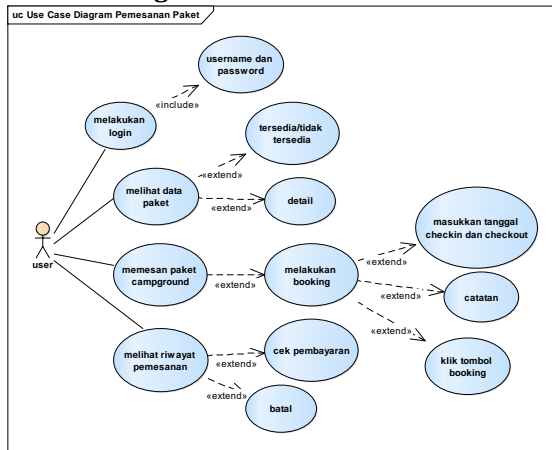 uc Use Case Diagram Pemesanan Paket
username dan
password
«include»
melakukan
login
tersedia/tidak
tersedia
«extend»
melihat data
paket
«extend»
detail
masukkan tanggal
checkin dan checkout
«extend»
user
memesan paket
campground
«extend»
melakukan
booking
«extend»
catatan
«extend»
klik tombol
booking
melihat riwayat
pemesanan
«extend»
cek pembayaran
«extend»
batal